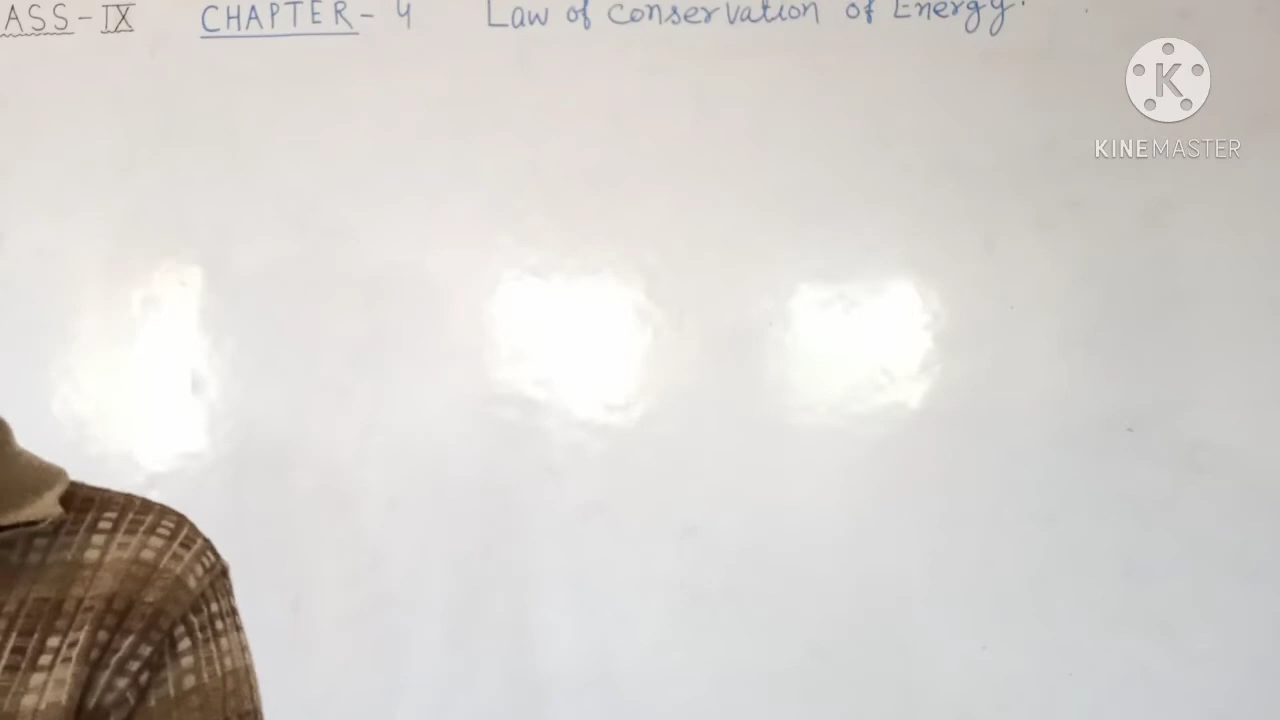 ASS - IX CHAPTER - 4 Law of Conservation of Energy.
K
KINEMASTER